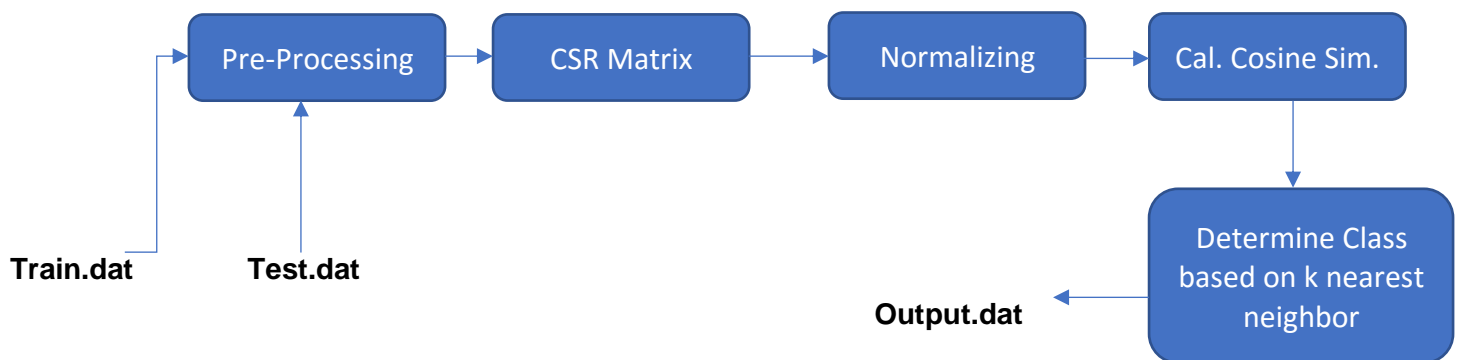 Pre-Processing
CSR Matrix
Normalizing
Cal. Cosine Sim.
Train.dat
Test.dat
Determine Class
based on k nearest
neighbor
Output.dat